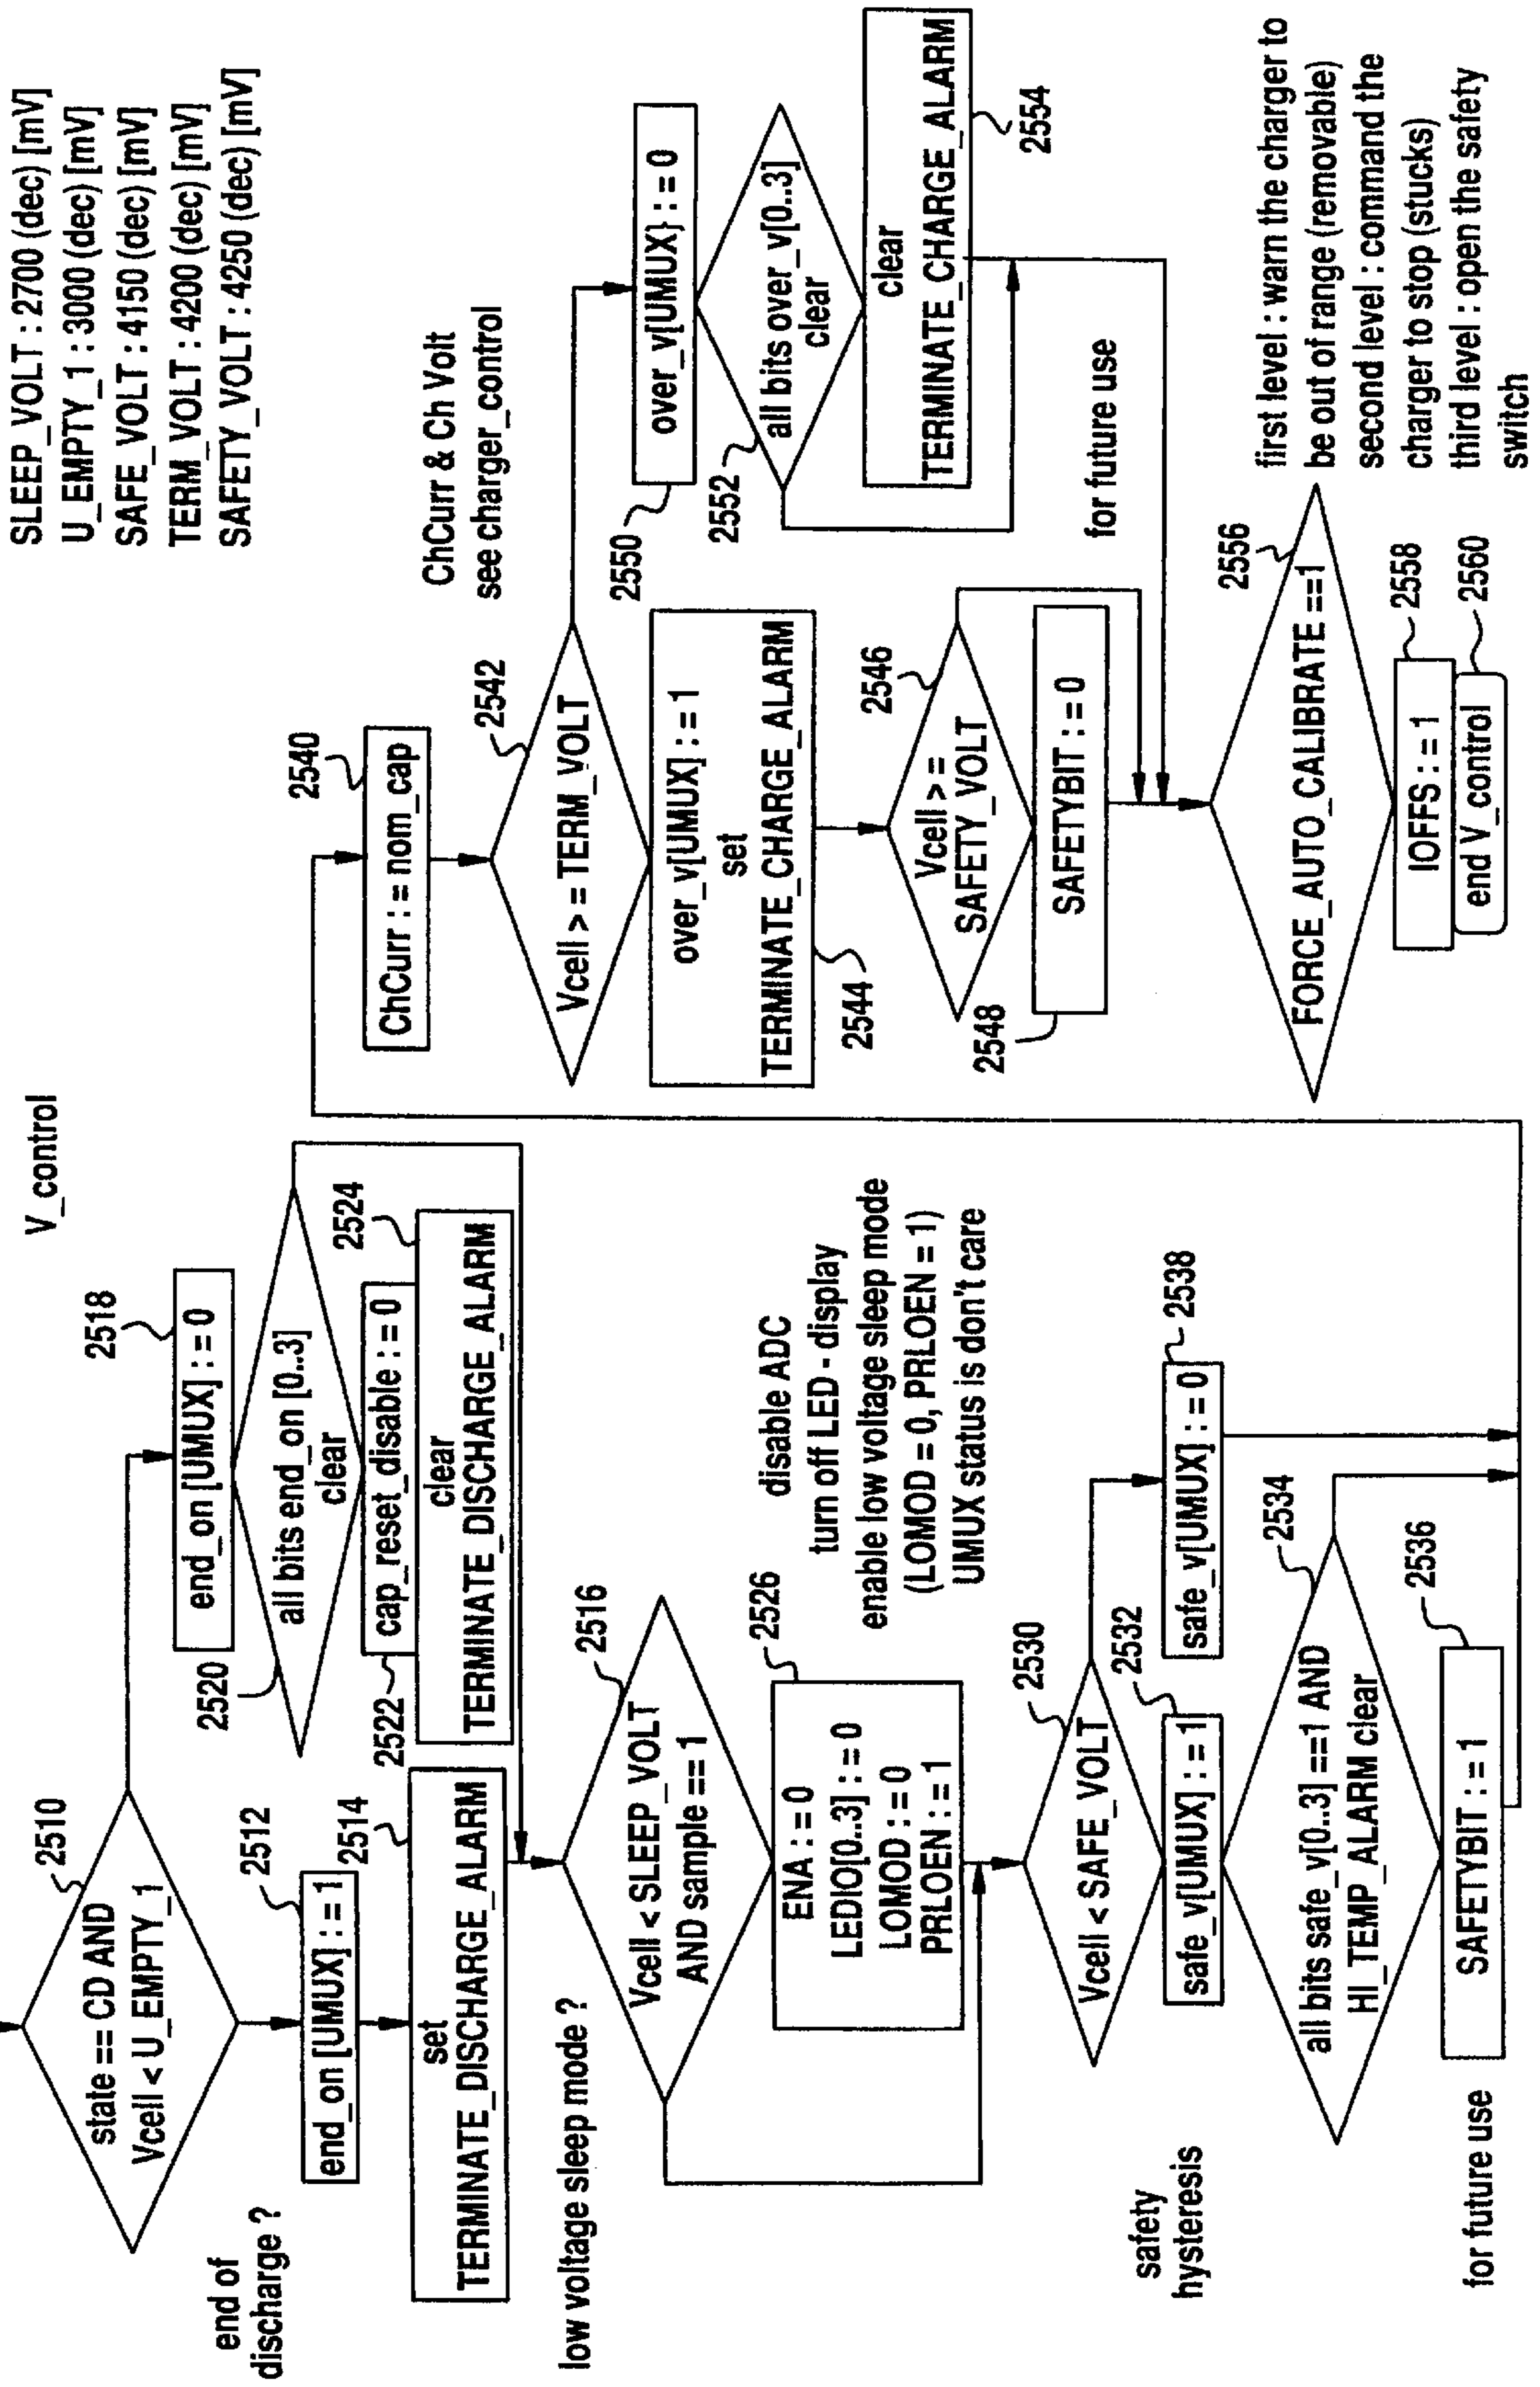 V_control
SLEEP_VOLT : 2700 (dec) [mV]
U_EMPTY_1 : 3000 (dec) [mV]
SAFE_VOLT : 4150 (dec) [mV]
TERM_VOLT : 4200 (dec) [mV]
SAFETY_VOLT : 4250 (dec) [mV]
end of
discharge ?
2510
state == CD AND
Vcell < U_EMPTY_1
2512
end_on [UMUX] : = 1
2514
set
TERMINATE_DISCHARGE_ALARM
2518
end_on [UMUX] : = 0
2520
all bits end_on [0..3]
clear
2522
cap_reset_disable : = 0
2524
clear
TERMINATE_DISCHARGE_ALARM
low voltage sleep mode ?
2516
Vcell < SLEEP_VOLT
AND sample == 1
2526
ENA : = 0
LEDIO[0..3] : = 0
LOMOD : = 0
PRLOEN : = 1
disable ADC
turn off LED - display
enable low voltage sleep mode
(LOMOD = 0, PRLOEN = 1)
UMUX status is don't care
safety
hysteresis
2530
Vcell < SAFE_VOLT
2532
safe_v[UMUX] : = 1
2538
safe_v[UMUX] : = 0
2534
all bits safe_v[0..3] ==1 AND
HI_TEMP_ALARM clear
2536
SAFETYBIT : = 1
for future use
2540
ChCurr : = nom_cap
ChCurr & Ch Volt
see charger_control
2542
Vcell > = TERM_VOLT
over_v[UMUX] : = 1
set
TERMINATE_CHARGE_ALARM
2544
2546
Vcell > =
SAFETY_VOLT
2548
SAFETYBIT : = 0
2550
over_v[UMUX} : = 0
2552
all bits over_v[0..3]
clear
clear
TERMINATE_CHARGE_ALARM
2554
for future use
2556
FORCE_AUTO_CALIBRATE ==1
2558
IOFFS : = 1
2560
end V_control
first level : warn the charger to
be out of range (removable)
second level : command the
charger to stop (stucks)
third level : open the safety
switch